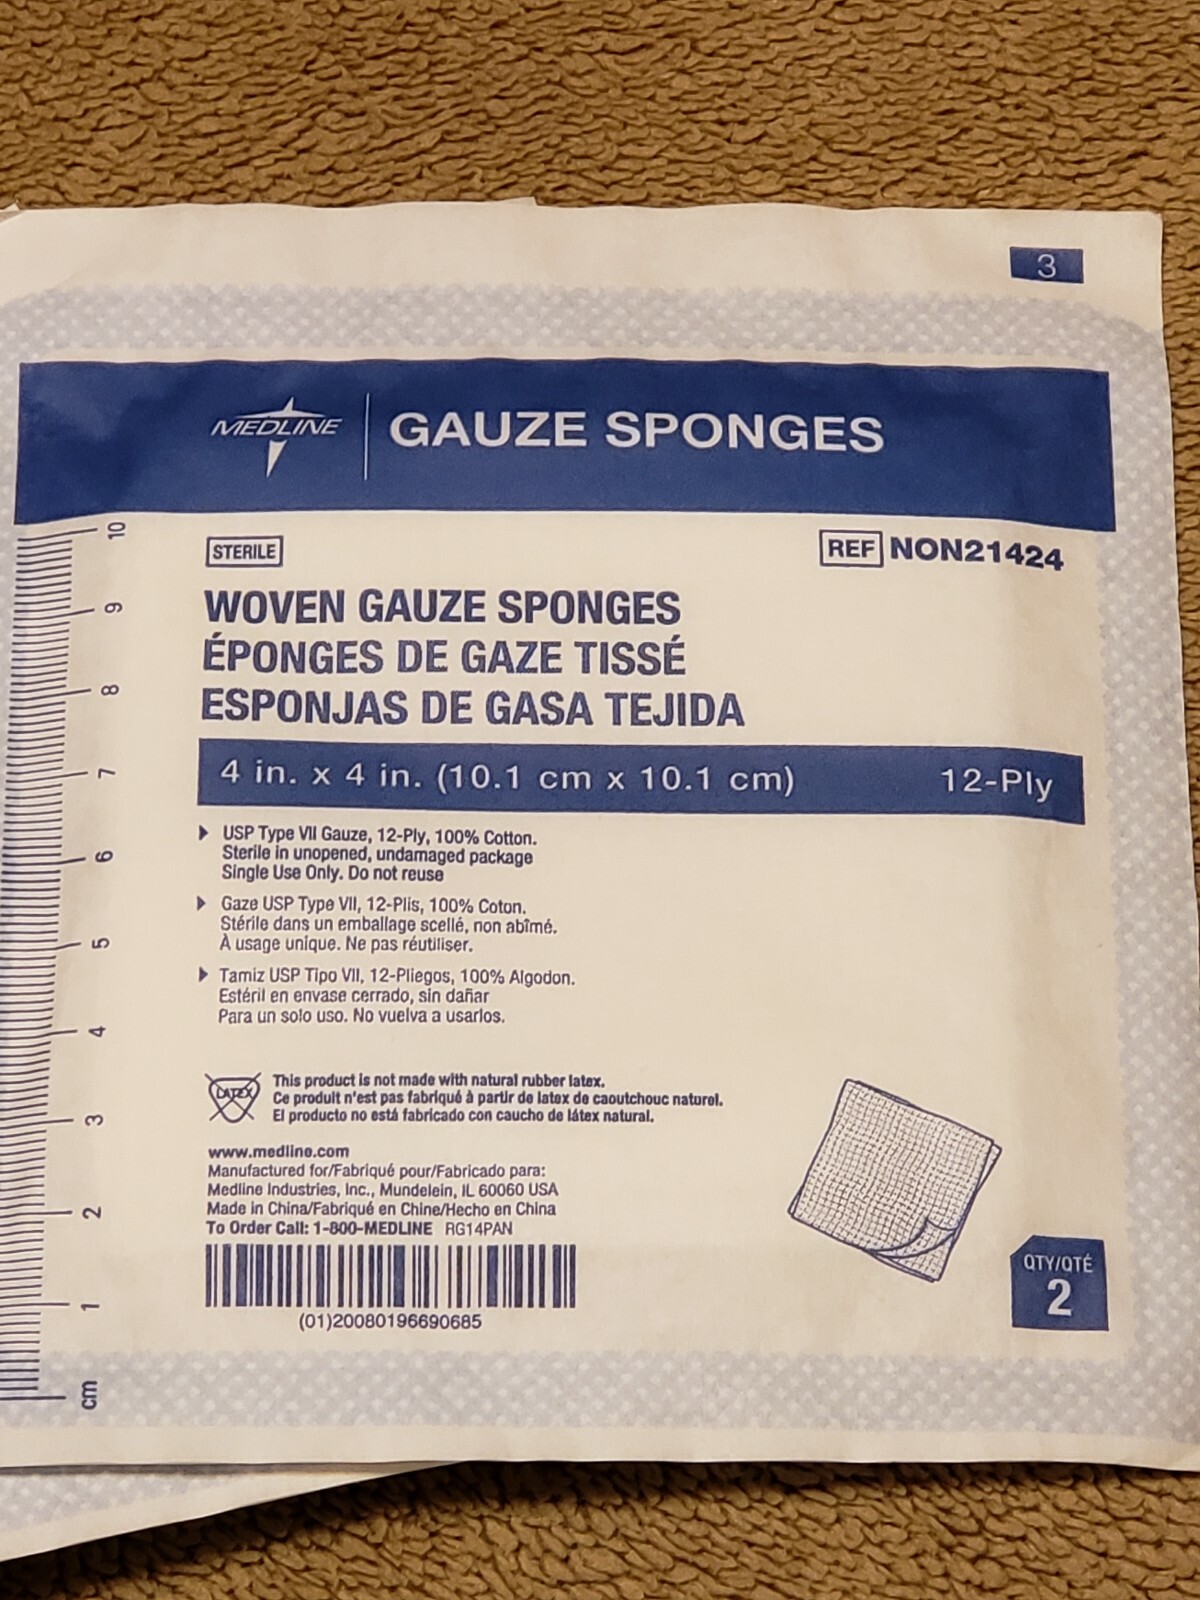 3
MEDLINE GAUZE SPONGES
STERILE
REF NON21424
WOVEN GAUZE SPONGES
ÉPONGES DE GAZE TISSÉ
ESPONJAS DE GASA TEJIDA
4 in. x 4 in. (10.1 cm x 10.1 cm) 12-Ply
USP Type VII Gauze, 12-Ply, 100% Cotton.
Sterile in unopened, undamaged package
Single Use Only. Do not reuse
Gaze USP Type VII, 12-Plis, 100% Coton.
Stérile dans un emballage scellé, non abîmé.
À usage unique. Ne pas réutiliser.
Tamiz USP Tipo VII, 12-Pliegos, 100% Algodon.
Estéril en envase cerrado, sin dañar
Para un solo uso. No vuelva a usarlos.
LATEX
This product is not made with natural rubber latex.
Ce produit n'est pas fabriqué à partir de latex de caoutchouc naturel.
El producto no está fabricado con caucho de látex natural.
www.medline.com
Manufactured for/Fabriqué pour/Fabricado para:
Medline Industries, Inc., Mundelein, IL 60060 USA
Made in China/Fabriqué en Chine/Hecho en China
To Order Call: 1-800-MEDLINE RG14PAN
(01)20080196690685
QTY/QTÉ
2
10
9
8
7
6
5
4
3
2
1
cm